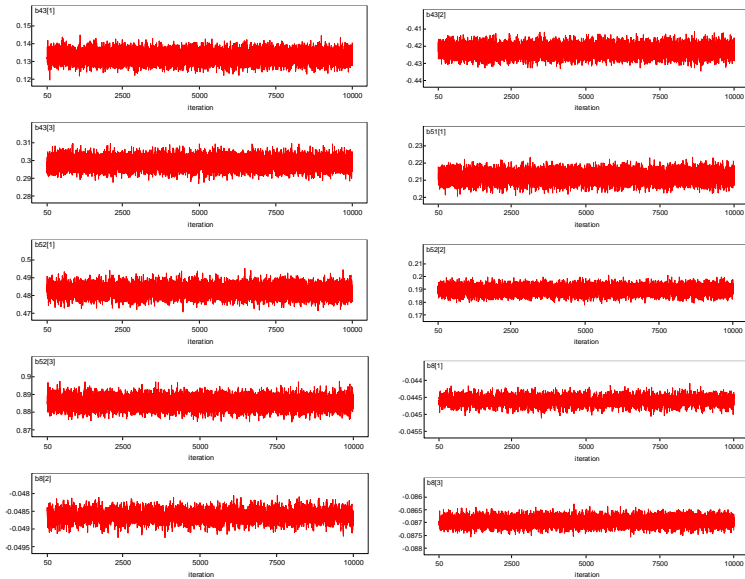 b43[1]
0.15
0.14
0.13
0.12
50 2500 5000 7500 10000
iteration
b43[2]
-0.41
-0.42
-0.43
-0.44
50 2500 5000 7500 10000
iteration
b43[3]
0.31
0.3
0.29
0.28
50 2500 5000 7500 10000
iteration
b51[1]
0.23
0.22
0.21
0.2
50 2500 5000 7500 10000
iteration
b52[1]
0.5
0.49
0.48
0.47
50 2500 5000 7500 10000
iteration
b52[2]
0.21
0.2
0.19
0.18
0.17
50 2500 5000 7500 10000
iteration
b52[3]
0.9
0.89
0.88
0.87
50 2500 5000 7500 10000
iteration
b8[1]
-0.044
-0.0445
-0.0455
50 2500 5000 7500 10000
iteration
b8[2]
-0.048
-0.0485
-0.049
-0.0495
50 2500 5000 7500 10000
iteration
b8[3]
-0.086
-0.0865
-0.087
-0.0875
-0.088
50 2500 5000 7500 10000
iteration